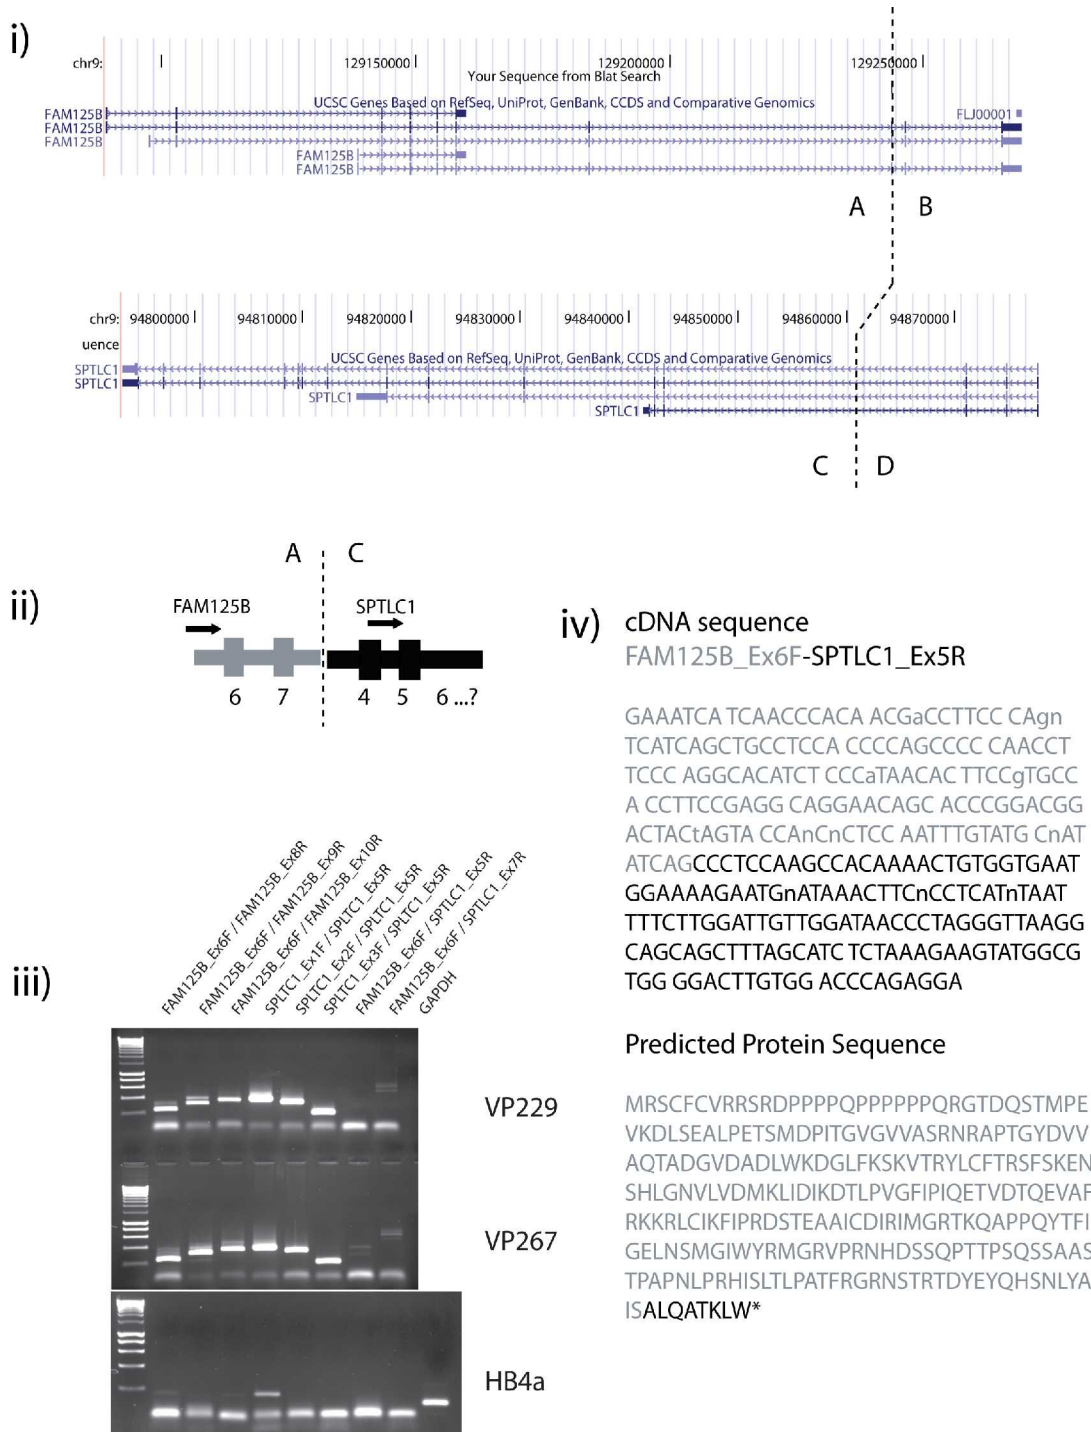 i)
chr9:
129150000
129200000
129250000
Your Sequence from Blat Search
UCSC Genes Based on RefSeq, UniProt, GenBank, CCDS and Comparative Genomics
FAM125B
FLJ00001
FAM125B
FAM125B
FAM125B
FAM125B
A
B
chr9:
94800000
94810000
94820000
94830000
94840000
94850000
94860000
94870000
uence
UCSC Genes Based on RefSeq, UniProt, GenBank, CCDS and Comparative Genomics
SPTLC1
SPTLC1
SPTLC1
SPTLC1
C
D
ii)
A
C
FAM125B
SPTLC1
6
7
4
5
6 ...?
iii)
FAM125B_Ex6F / FAM125B_Ex8R
FAM125B_Ex6F / FAM125B_Ex9R
FAM125B_Ex6F / FAM125B_Ex10R
SPLTC1_Ex1F / SPLTC1_Ex5R
SPLTC1_Ex2F / SPLTC1_Ex5R
SPLTC1_Ex3F / SPLTC1_Ex5R
FAM125B_Ex6F / SPTLC1_Ex5R
FAM125B_Ex6F / SPTLC1_Ex7R
GAPDH
VP229
VP267
HB4a
iv)
cDNA sequence
FAM125B_Ex6F-SPTLC1_Ex5R
GAAATCA TCAACCCACA ACGaCCTTCC CAgn
TCATCAGCTGCCTCCA CCCCAGCCCC CAACCT
TCCC AGGCACATCT CCCaTAACAC TTCCgTGCC
A CCTTCCGAGG CAGGAACAGC ACCCGGACGG
ACTACtAGTA CCAnCnCTCC AATTTGTATG CnAT
ATCAGCCCTCCAAGCCACAAAACTGTGGTGAAT
GGAAAAGAATGnATAAACTTCnCCTCATnTAAT
TTTCTTGGATTGTTGGATAACCCTAGGGTTAAGG
CAGCAGCTTTAGCATC TCTAAAGAAGTATGGCG
TGG GGACTTGTGG ACCCAGAGGA
Predicted Protein Sequence
MRSCFCVRRSRDPPPPQPPPPPPQRGTDQSTMPE
VKDLSEALPETSMDPITGVGVVASRNRAPTGYDVV
AQTADGVDADLWKDGLFKSKVTRYLCFTRSFSKEN
SHLGNVLVDMKLIDIKDTLPVGFIPIQETVDTQEVAF
RKKRLCIKFIPRDSTEAAICDIRIMGRTKQAPPQYTFI
GELNSMGIWYRMGRVPRNHDSSQPTTPSQSSAAS
TPAPNLPRHISLTLPATFRGRNSTRTDYEYQHSNLYA
ISALQATKLW*